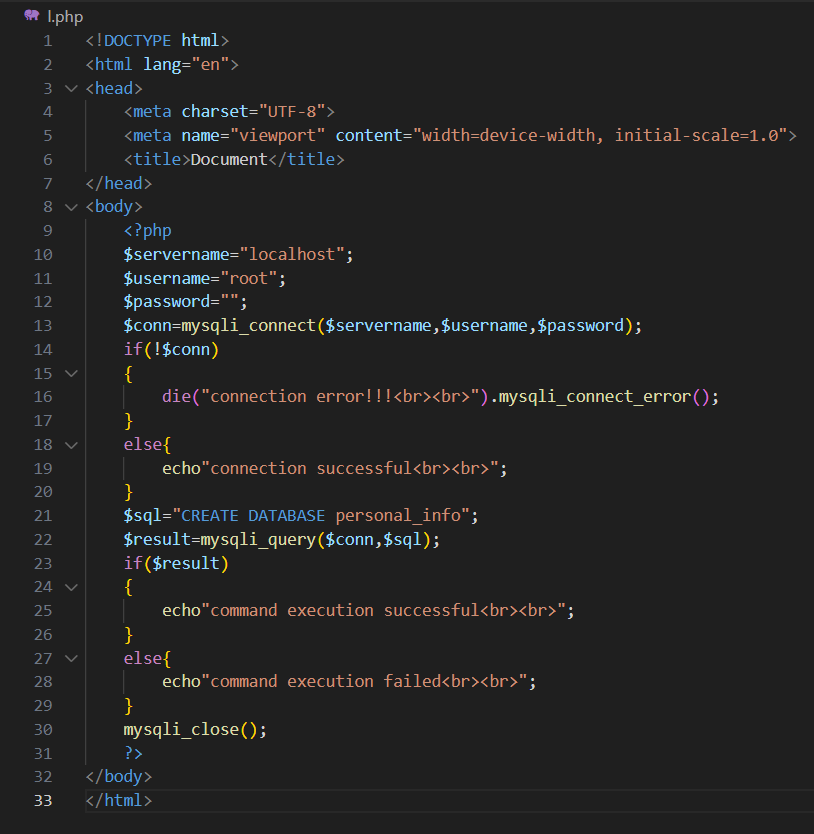 l.php
1 <!DOCTYPE html>
2 <html lang="en">
3 <head>
4     <meta charset="UTF-8">
5     <meta name="viewport" content="width=device-width, initial-scale=1.0">
6     <title>Document</title>
7 </head>
8 <body>
9     <?php
10     $servername="localhost";
11     $username="root";
12     $password="";
13     $conn=mysqli_connect($servername,$username,$password);
14     if(!$conn)
15     {
16         die("connection error!!!<br><br>").mysqli_connect_error();
17     }
18     else{
19         echo"connection successful<br><br>";
20     }
21     $sql="CREATE DATABASE personal_info";
22     $result=mysqli_query($conn,$sql);
23     if($result)
24     {
25         echo"command execution successful<br><br>";
26     }
27     else{
28         echo"command execution failed<br><br>";
29     }
30     mysqli_close();
31     ?>
32 </body>
33 </html>